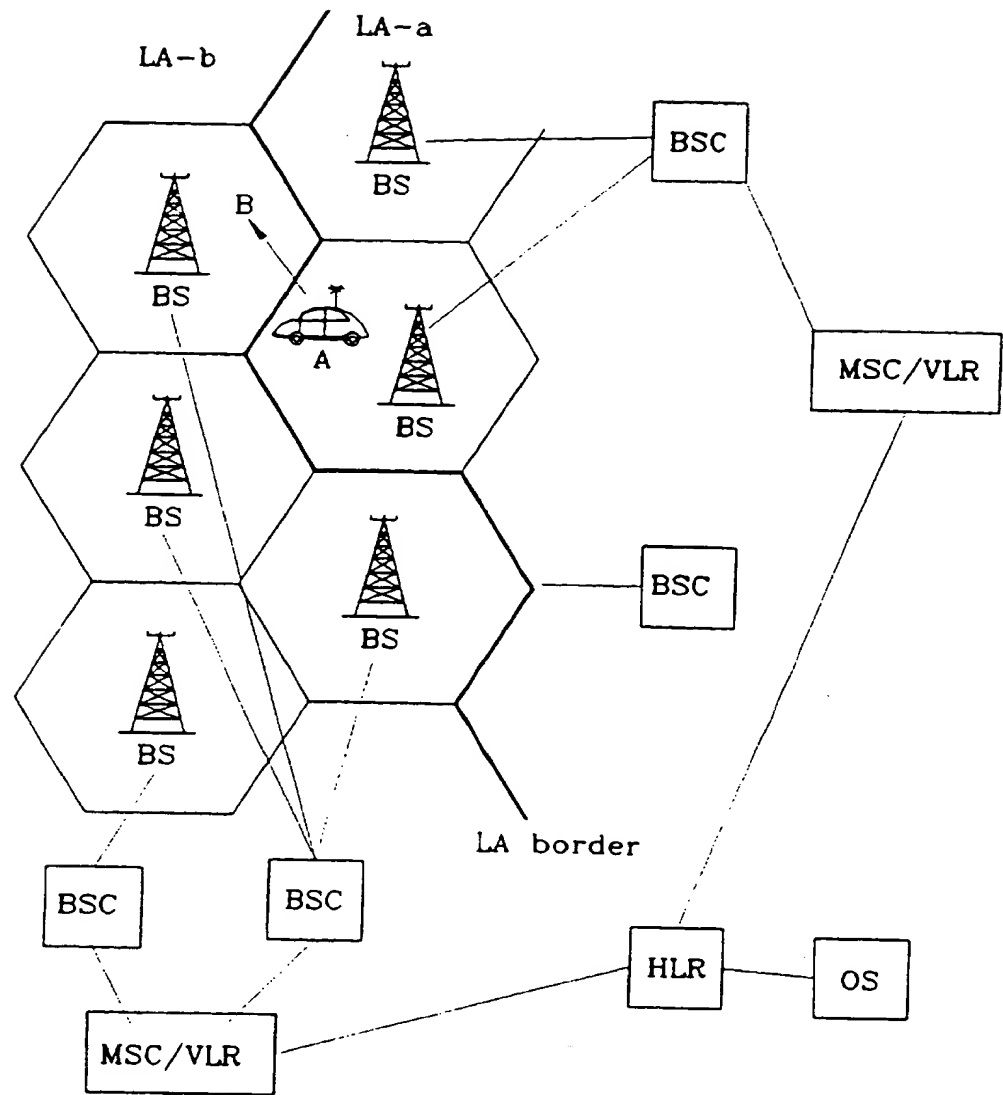 LA-a
LA-b
BS
BSC
B
BS
A
BS
MSC/VLR
BS
BS
BSC
BS
LA border
BSC
BSC
HLR
OS
MSC/VLR